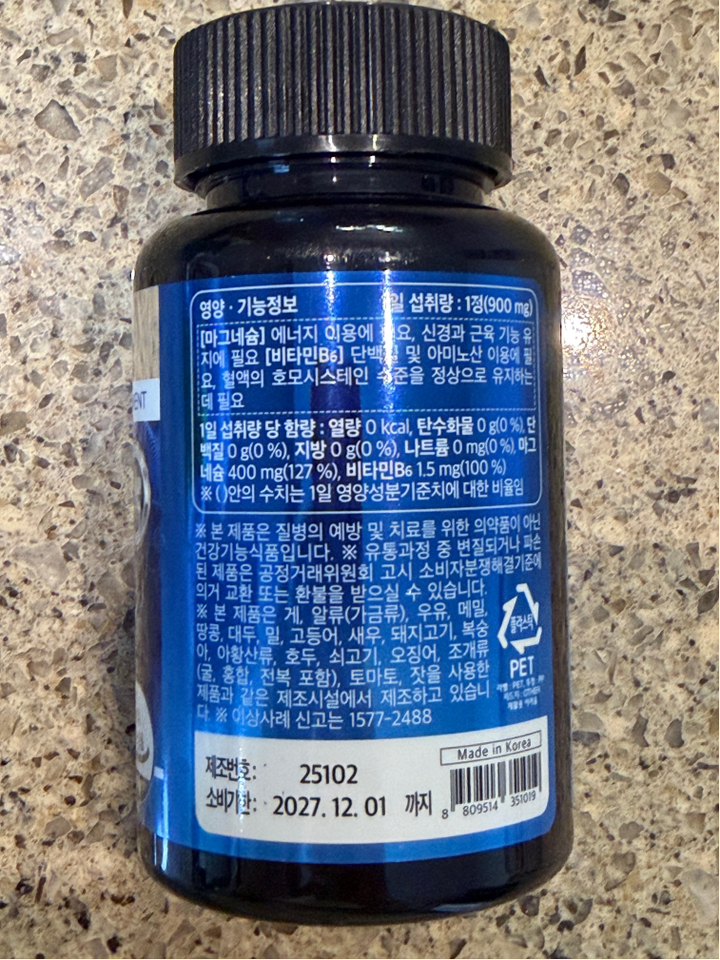 영양 · 기능정보 1일 섭취량 : 1정(900 mg)
[마그네슘] 에너지 이용에 필요, 신경과 근육 기능 유
지에 필요 [비타민B₆] 단백질 및 아미노산 이용에 필
요, 혈액의 호모시스테인 수준을 정상으로 유지하는
데 필요
1일 섭취량 당 함량 : 열량 0 kcal, 탄수화물 0 g(0 %), 단
백질 0 g(0 %), 지방 0 g(0 %), 나트륨 0 mg(0 %), 마그
네슘 400 mg(127 %), 비타민B₆ 1.5 mg(100 %)
※ ( )안의 수치는 1일 영양성분기준치에 대한 비율임
※ 본 제품은 질병의 예방 및 치료를 위한 의약품이 아닌
건강기능식품입니다. ※ 유통과정 중 변질되거나 파손
된 제품은 공정거래위원회 고시 소비자분쟁해결기준에
의거 교환 또는 환불을 받으실 수 있습니다.
※ 본 제품은 게, 알류(가금류), 우유, 메밀,
땅콩, 대두, 밀, 고등어, 새우, 돼지고기, 복숭
아, 아황산류, 호두, 쇠고기, 오징어, 조개류
(굴, 홍합, 전복 포함), 토마토, 잣을 사용한
제품과 같은 제조시설에서 제조하고 있습니
다. ※ 이상사례 신고는 1577-2488
플라스틱
PET
Made in Korea
제조번호: 25102
소비기한: 2027. 12. 01 까지
8 809514 351019
ENT